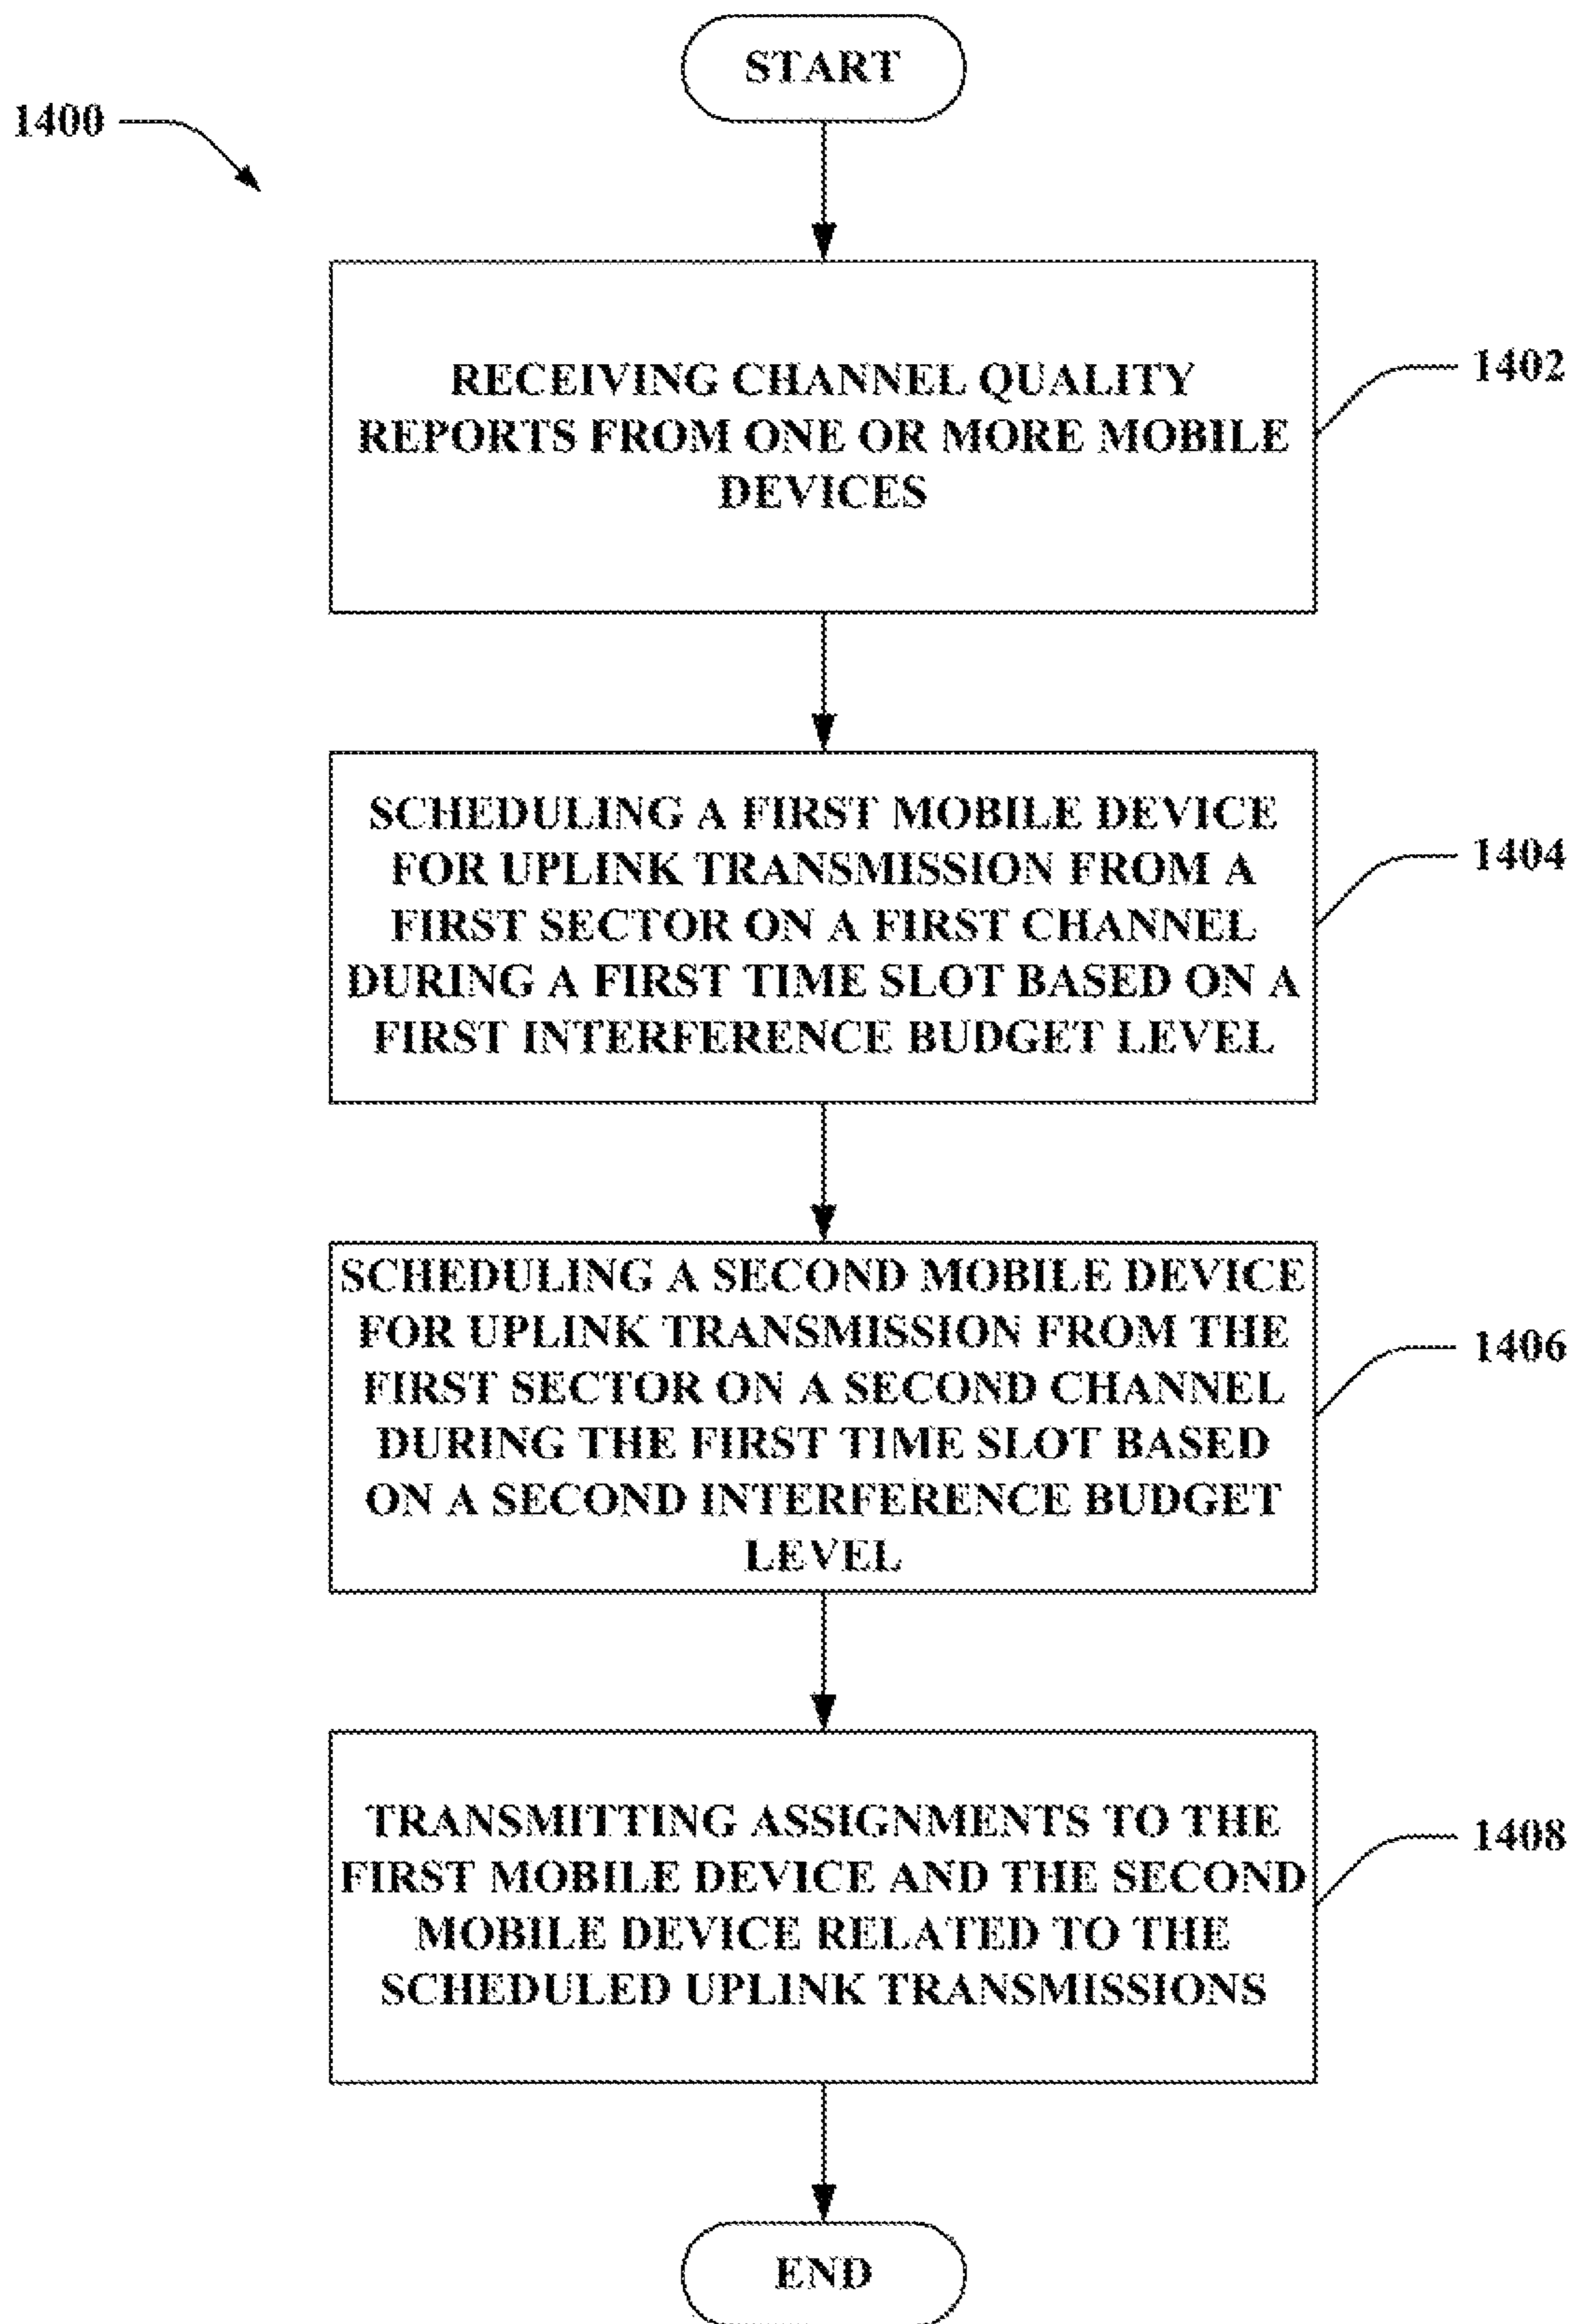 START
1400
RECEIVING CHANNEL QUALITY
REPORTS FROM ONE OR MORE MOBILE
DEVICES
1402
SCHEDULING A FIRST MOBILE DEVICE
FOR UPLINK TRANSMISSION FROM A
FIRST SECTOR ON A FIRST CHANNEL
DURING A FIRST TIME SLOT BASED ON A
FIRST INTERFERENCE BUDGET LEVEL
1404
SCHEDULING A SECOND MOBILE DEVICE
FOR UPLINK TRANSMISSION FROM THE
FIRST SECTOR ON A SECOND CHANNEL
DURING THE FIRST TIME SLOT BASED
ON A SECOND INTERFERENCE BUDGET
LEVEL
1406
TRANSMITTING ASSIGNMENTS TO THE
FIRST MOBILE DEVICE AND THE SECOND
MOBILE DEVICE RELATED TO THE
SCHEDULED UPLINK TRANSMISSIONS
1408
END